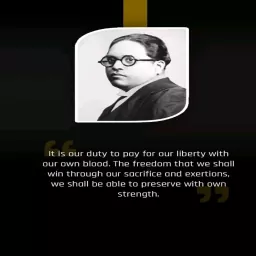 It is our duty to pay for our liberty with
our own blood. The freedom that we shall
win through our sacrifice and exertions,
we shall be able to preserve with own
strength.